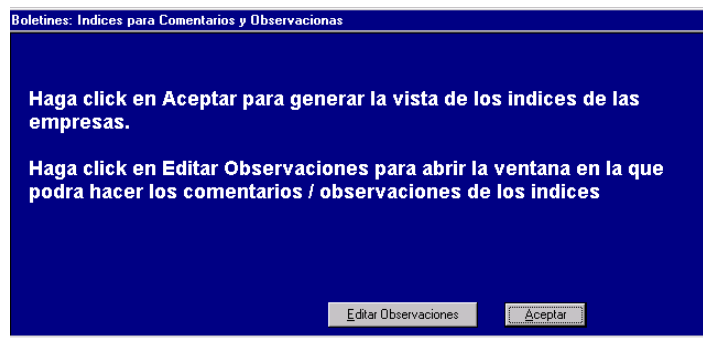 Boletines: Indices para Comentarios y Observacionas
Haga click en Aceptar para generar la vista de los indices de las
empresas.
Haga click en Editar Observaciones para abrir la ventana en la que
podra hacer los comentarios / observaciones de los indices
Editar Observaciones
Aceptar